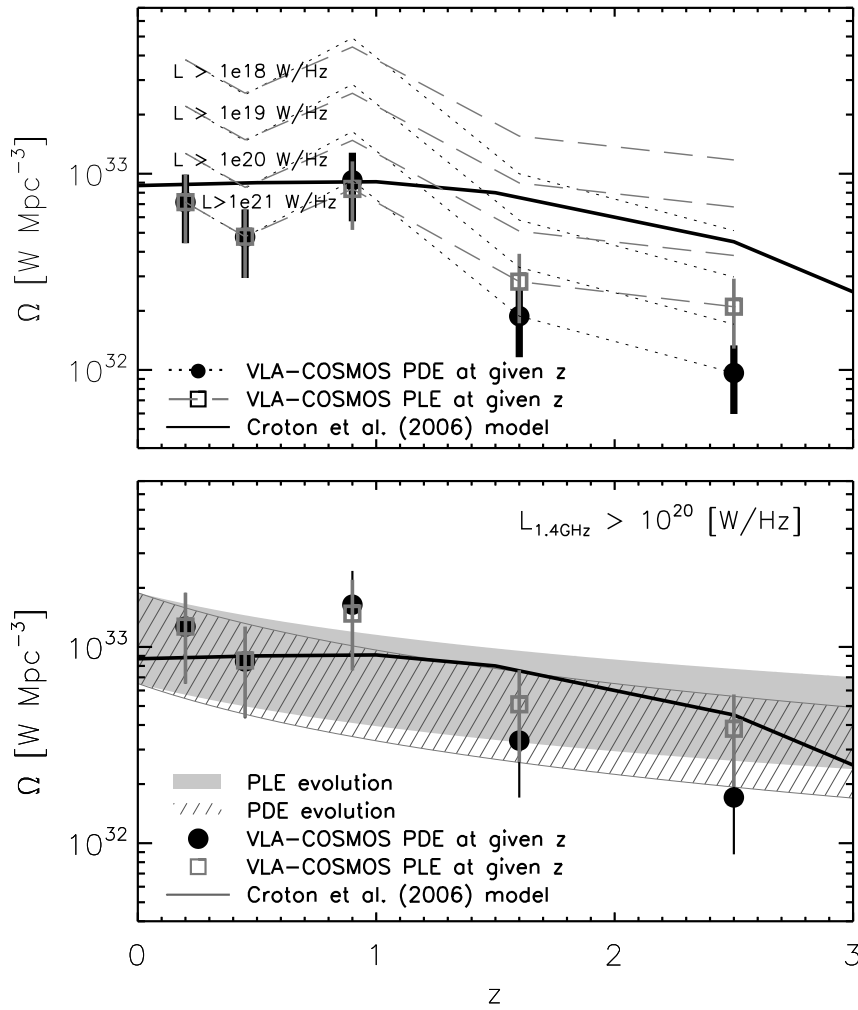 L > 1e18 W/Hz
L > 1e19 W/Hz
L > 1e20 W/Hz
L>1e21 W/Hz
10³³
10³²
Ω [W Mpc⁻³]
VLA−COSMOS PDE at given z
VLA−COSMOS PLE at given z
Croton et al. (2006) model
L₁.₄GHz > 10²⁰ [W/Hz]
10³³
10³²
Ω [W Mpc⁻³]
PLE evolution
PDE evolution
VLA−COSMOS PDE at given z
VLA−COSMOS PLE at given z
Croton et al. (2006) model
0 1 2 3
z